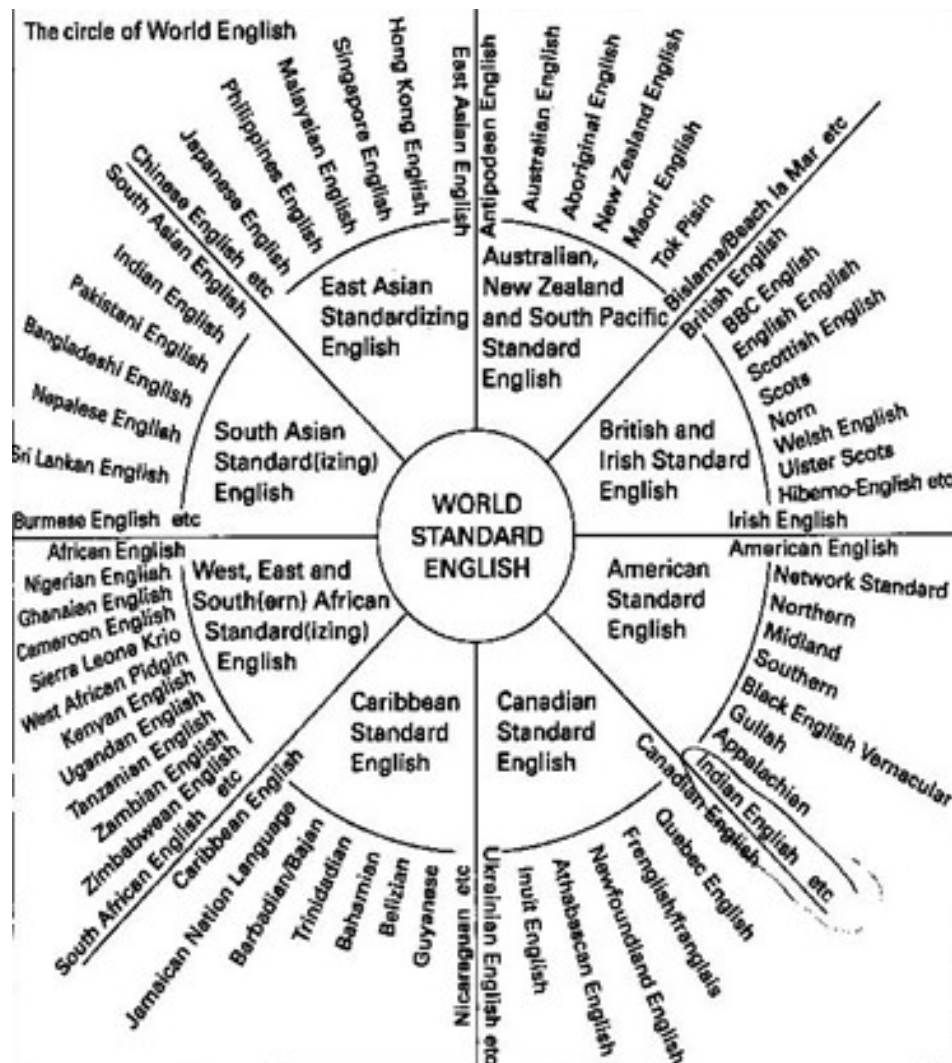 The circle of World English
WORLD
STANDARD
ENGLISH
Australian,
New Zealand
and South Pacific
Standard
English
Antipodean English
Australian English
Aboriginal English
New Zealand English
Maori English
Tok Pisin
Bislama/Beach la Mar etc
British and
Irish Standard
English
British English
BBC English
English English
Scottish English
Scots
Norn
Welsh English
Ulster Scots
Hiberno-English etc
Irish English
American
Standard
English
American English
Network Standard
Northern
Midland
Southern
Black English Vernacular
Gullah
Appalachian
Indian English
etc
Canadian
Standard
English
Canadian English
Quebec English
Frenglish/franglais
Newfoundland English
Athabascan English
Inuit English
Ukrainian English etc
Caribbean
Standard
English
Caribbean English
Jamaican Nation Language
Barbadian/Bajan
Trinidadian
Bahamian
Belizian
Guyanese
Nicaraguan etc
West, East and
South(ern) African
Standard(izing)
English
African English
Nigerian English
Ghanaian English
Cameroon English
Sierra Leone Krio
West African Pidgin
Kenyan English
Ugandan English
Tanzanian English
Zambian English
Zimbabwean English
South African English etc
South Asian
Standard(izing)
English
South Asian English
Indian English
Pakistani English
Bangladeshi English
Nepalese English
Sri Lankan English
Burmese English etc
East Asian
Standardizing
English
East Asian English
Hong Kong English
Singapore English
Malaysian English
Philippines English
Japanese English
Chinese English etc